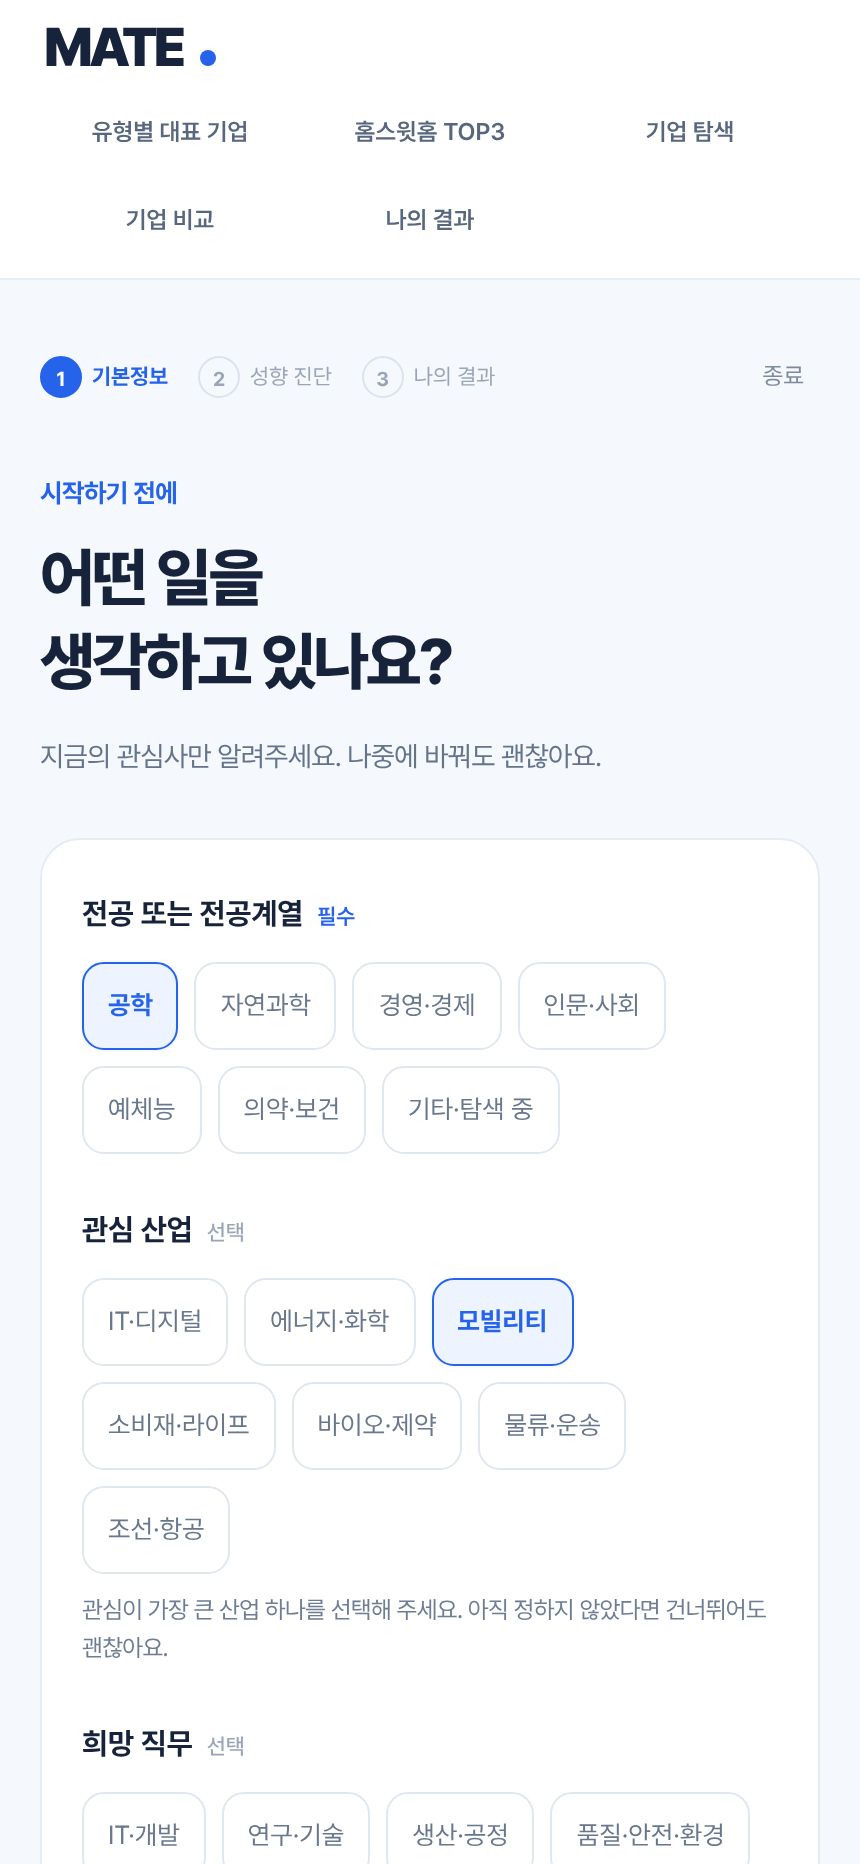 MATE.
유형별 대표 기업 홈스윗홈 TOP3 기업 탐색
기업 비교 나의 결과
1 기본정보 2 성향 진단 3 나의 결과 종료
시작하기 전에
어떤 일을
생각하고 있나요?
지금의 관심사만 알려주세요. 나중에 바꿔도 괜찮아요.
전공 또는 전공계열 필수
공학 자연과학 경영·경제 인문·사회
예체능 의약·보건 기타·탐색 중
관심 산업 선택
IT·디지털 에너지·화학 모빌리티
소비재·라이프 바이오·제약 물류·운송
조선·항공
관심이 가장 큰 산업 하나를 선택해 주세요. 아직 정하지 않았다면 건너뛰어도
괜찮아요.
희망 직무 선택
IT·개발 연구·기술 생산·공정 품질·안전·환경